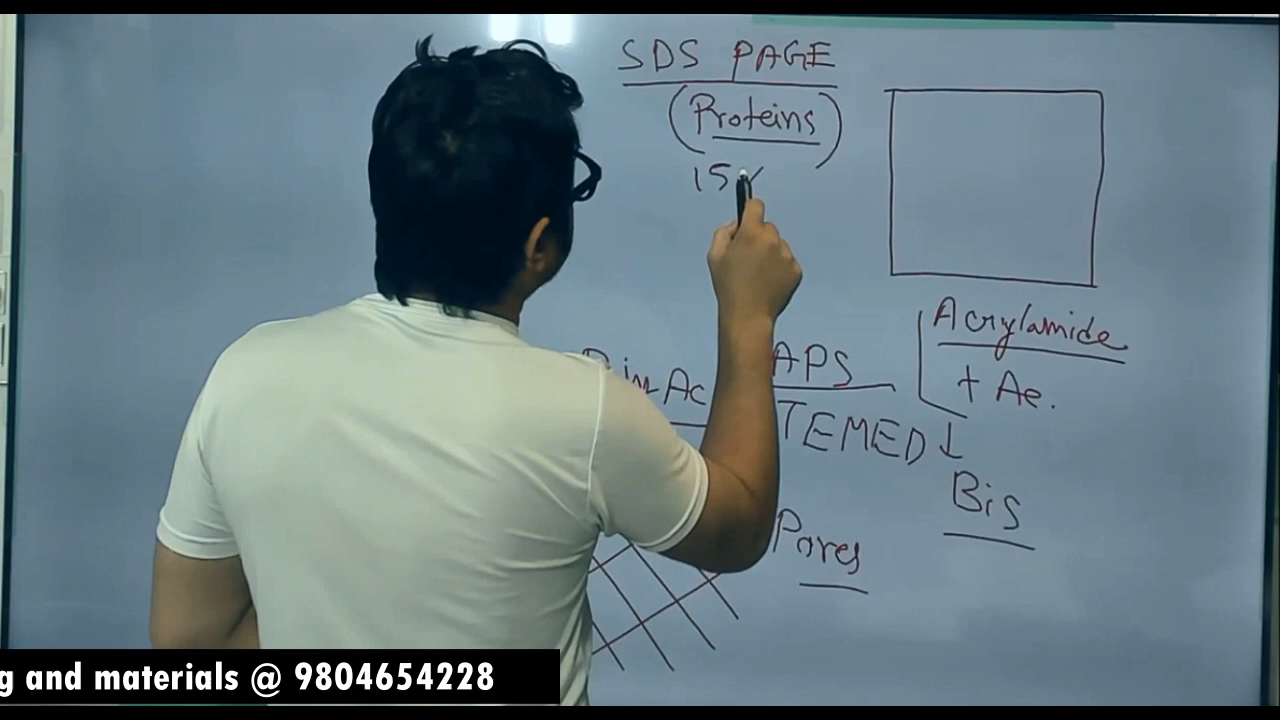 SDS PAGE
(Proteins)
15
APS
TEMED
Pores
Acrylamide
+ Ae.
↓
Bis
g and materials @ 9804654228